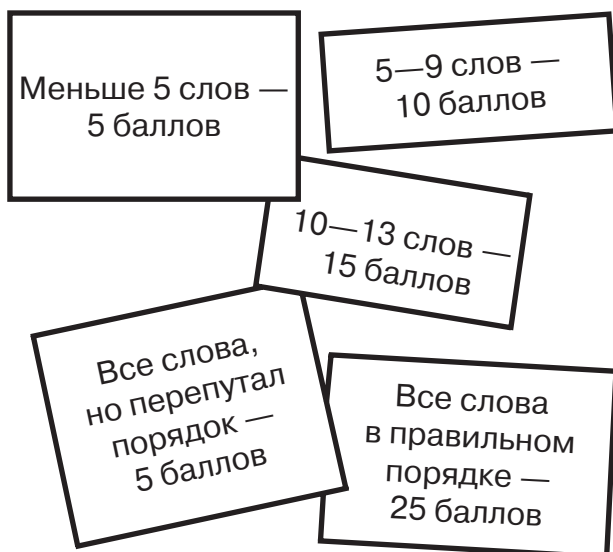 Меньше 5 слов —
5 баллов
5—9 слов —
10 баллов
10—13 слов —
15 баллов
Все слова,
но перепутал
порядок —
5 баллов
Все слова
в правильном
порядке —
25 баллов